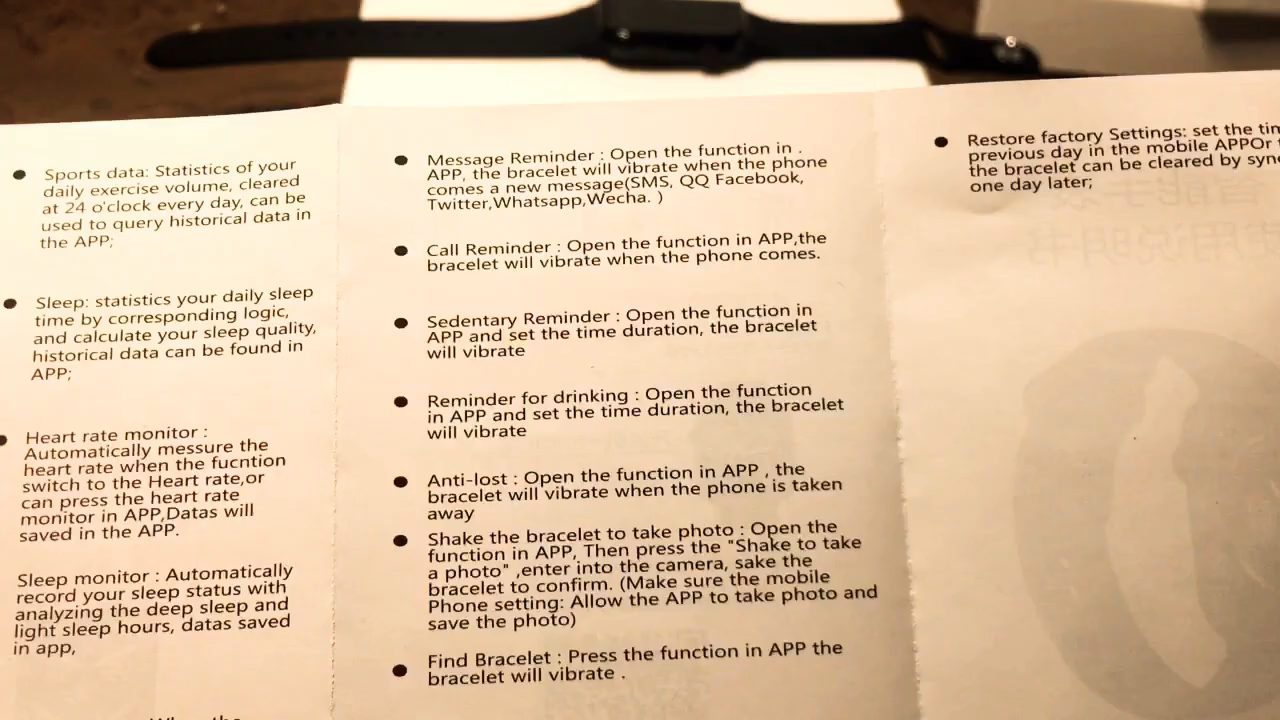 Sports data: Statistics of your
daily exercise volume, cleared
at 24 o'clock every day, can be
used to query historical data in
the APP;
Sleep: statistics your daily sleep
time by corresponding logic,
and calculate your sleep quality,
historical data can be found in
APP;
Heart rate monitor :
Automatically messure the
heart rate when the fucntion
switch to the Heart rate,or
can press the heart rate
monitor in APP,Datas will
saved in the APP.
Sleep monitor : Automatically
record your sleep status with
analyzing the deep sleep and
light sleep hours, datas saved
in app,
Message Reminder : Open the function in .
APP, the bracelet will vibrate when the phone
comes a new message(SMS, QQ Facebook,
Twitter,Whatsapp,Wecha. )
Call Reminder : Open the function in APP,the
bracelet will vibrate when the phone comes.
Sedentary Reminder : Open the function in
APP and set the time duration, the bracelet
will vibrate
Reminder for drinking : Open the function
in APP and set the time duration, the bracelet
will vibrate
Anti-lost : Open the function in APP , the
bracelet will vibrate when the phone is taken
away
Shake the bracelet to take photo : Open the
function in APP, Then press the "Shake to take
a photo" ,enter into the camera, sake the
bracelet to confirm. (Make sure the mobile
Phone setting: Allow the APP to take photo and
save the photo)
Find Bracelet : Press the function in APP the
bracelet will vibrate .
Restore factory Settings: set the
previous day in the mobile APPOr
the bracelet can be cleared by
one day later;